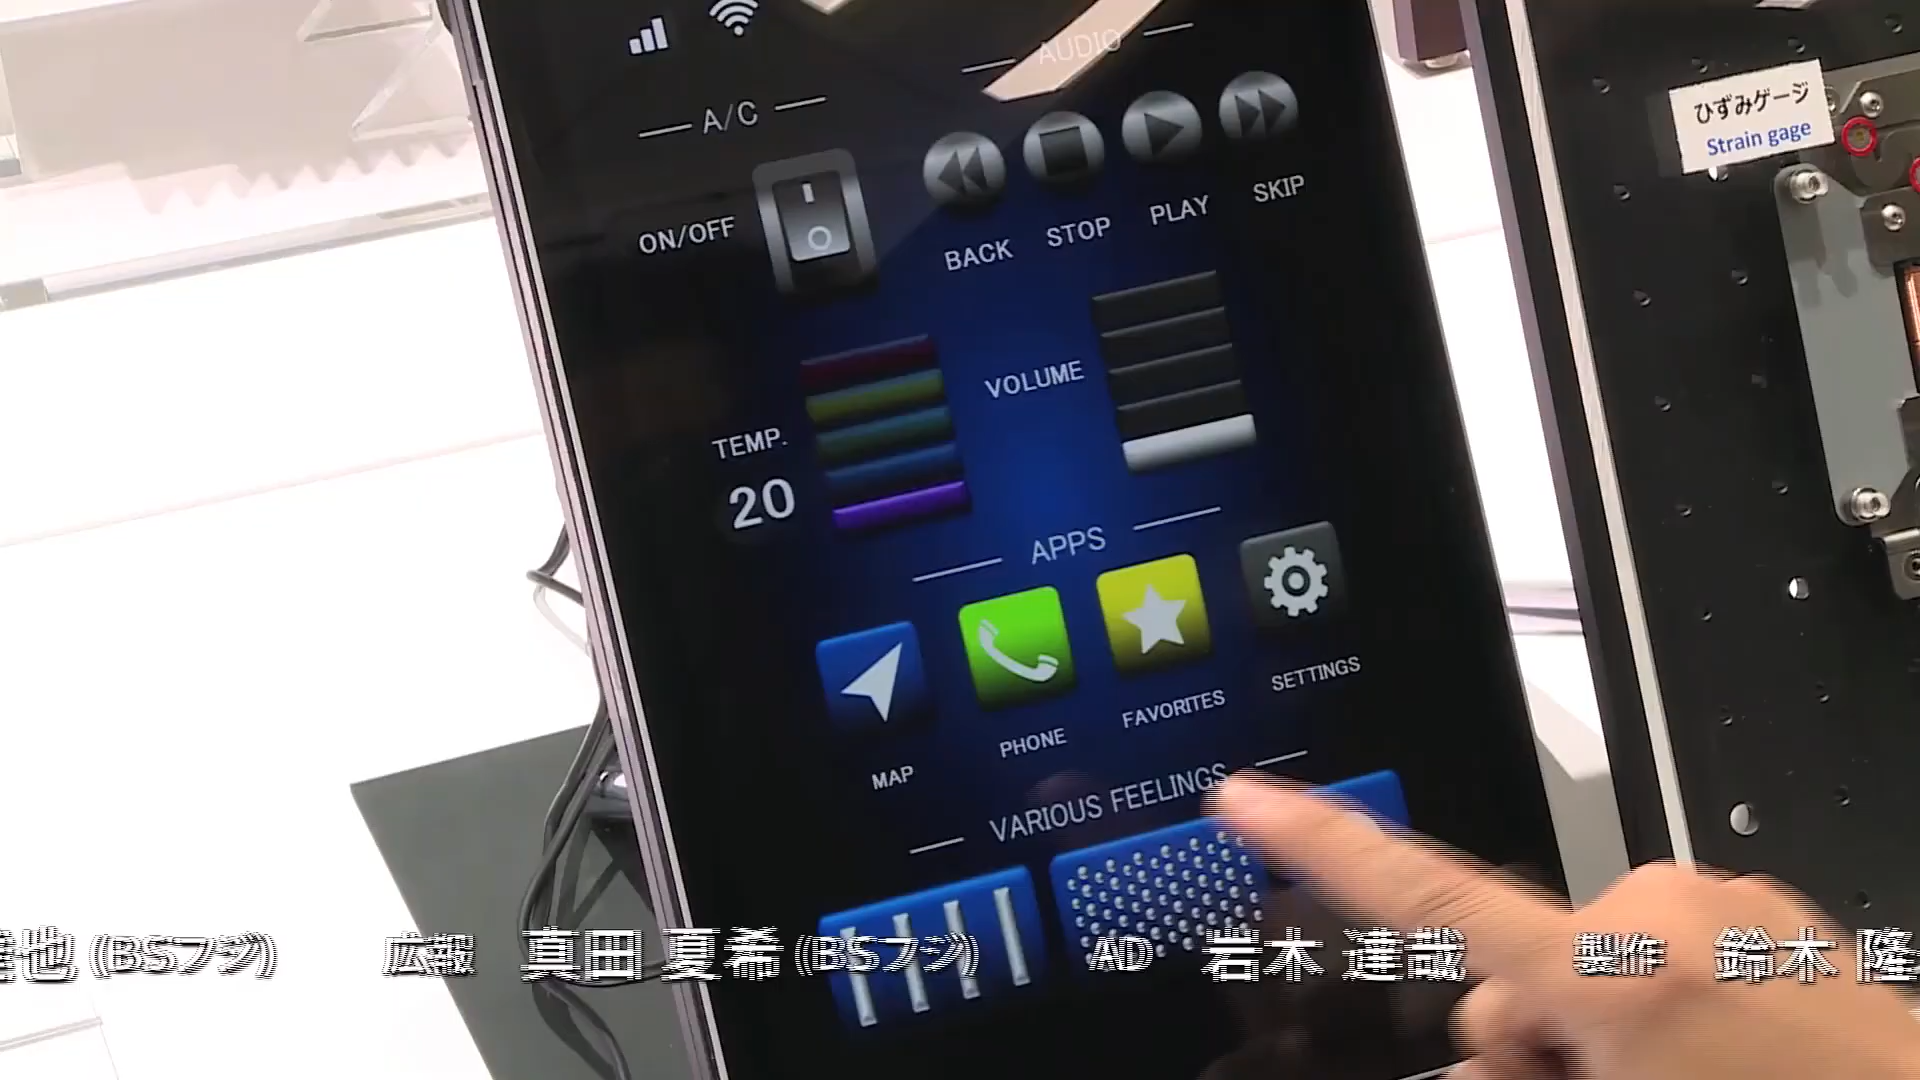 AUDIO
A/C
ON/OFF
BACK
STOP
PLAY
SKIP
VOLUME
TEMP.
20
APPS
MAP
PHONE
FAVORITES
SETTINGS
VARIOUS FEELINGS
ひずみゲージ
Strain gage
也 (BSフジ) 広報 真田 夏希 (BSフジ) AD 岩木 達哉 製作 鈴木 隆